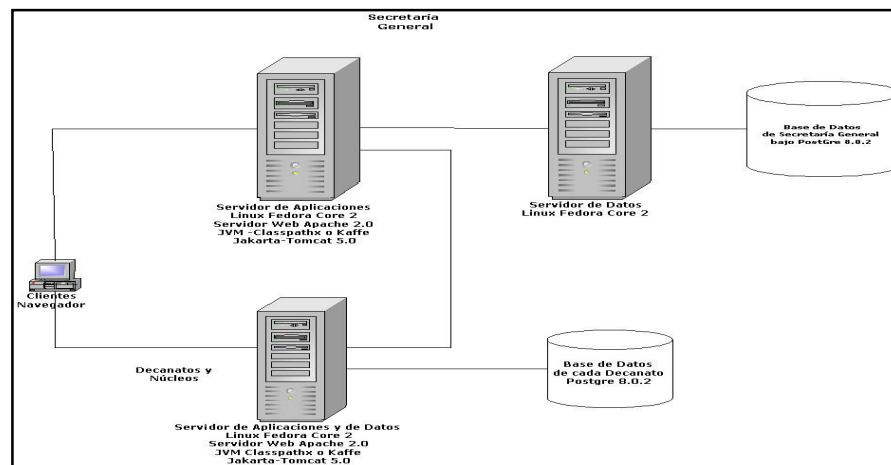 Secretaría
General
Base de Datos
de Secretaría General
bajo PostGre 8.0.2
Servidor de Aplicaciones
Linux Fedora Core 2
Servidor Web Apache 2.0
JVM -Classpathx o Kaffe
Jakarta-Tomcat 5.0
Servidor de Datos
Linux Fedora Core 2
Clientes
Navegador
Decanatos y
Núcleos
Base de Datos
de cada Decanato
Postgre 8.0.2
Servidor de Aplicaciones y de Datos
Linux Fedora Core 2
Servidor Web Apache 2.0
JVM Classpathx o Kaffe
Jakarta-Tomcat 5.0